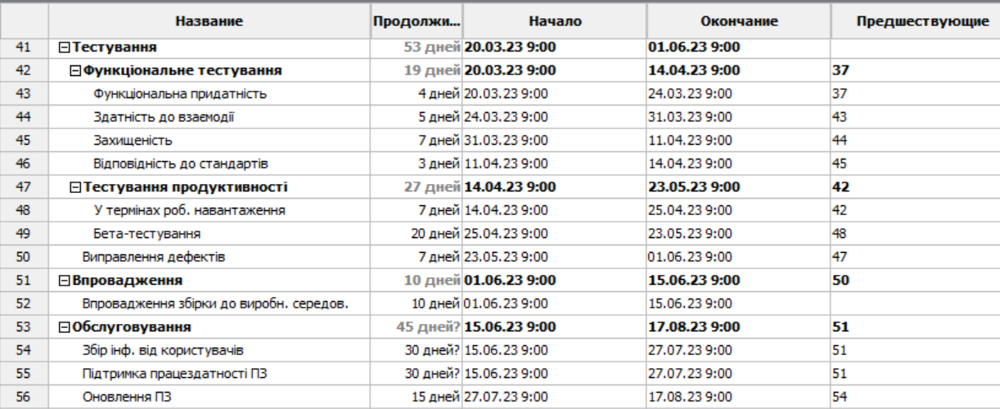 Название Продолжи... Начало Окончание Предшествующие
41 Тестування 53 дней 20.03.23 9:00 01.06.23 9:00
42 Функціональне тестування 19 дней 20.03.23 9:00 14.04.23 9:00 37
43 Функціональна придатність 4 дней 20.03.23 9:00 24.03.23 9:00 37
44 Здатність до взаємодії 5 дней 24.03.23 9:00 31.03.23 9:00 43
45 Захищеність 7 дней 31.03.23 9:00 11.04.23 9:00 44
46 Відповідність до стандартів 3 дней 11.04.23 9:00 14.04.23 9:00 45
47 Тестування продуктивності 27 дней 14.04.23 9:00 23.05.23 9:00 42
48 У термінах роб. навантаження 7 дней 14.04.23 9:00 25.04.23 9:00 42
49 Бета-тестування 20 дней 25.04.23 9:00 23.05.23 9:00 48
50 Виправлення дефектів 7 дней 23.05.23 9:00 01.06.23 9:00 47
51 Впровадження 10 дней 01.06.23 9:00 15.06.23 9:00 50
52 Впровадження збірки до виробн. середов. 10 дней 01.06.23 9:00 15.06.23 9:00
53 Обслуговування 45 дней? 15.06.23 9:00 17.08.23 9:00 51
54 Збір інф. від користувачів 30 дней? 15.06.23 9:00 27.07.23 9:00 51
55 Підтримка працездатності ПЗ 30 дней? 15.06.23 9:00 27.07.23 9:00 51
56 Оновлення ПЗ 15 дней 27.07.23 9:00 17.08.23 9:00 54